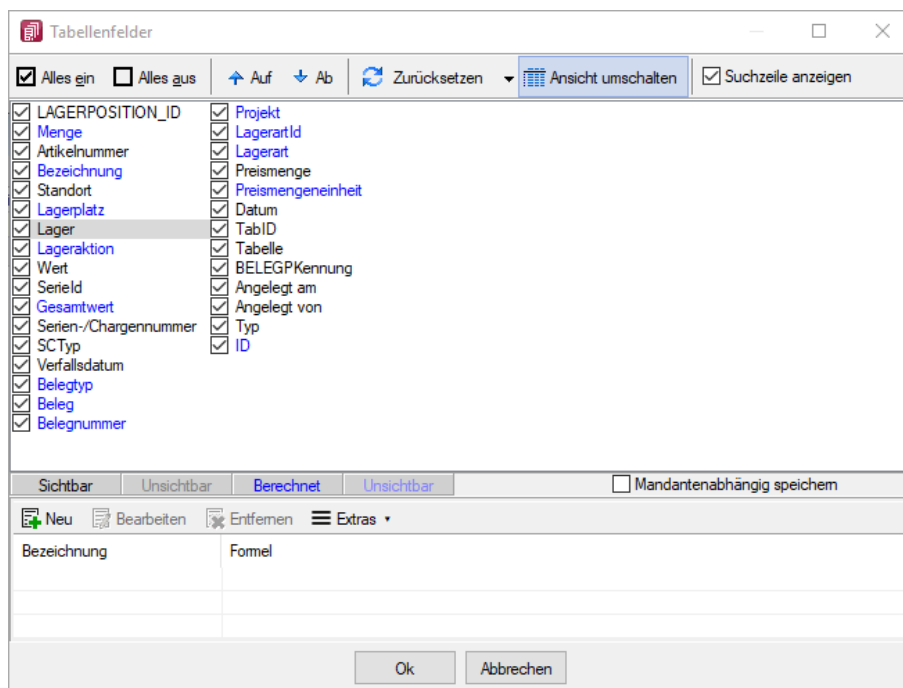 Tabellenfelder
Alles ein Alles aus Auf Ab Zurücksetzen Ansicht umschalten Suchzeile anzeigen
LAGERPOSITION_ID
Menge
Artikelnummer
Bezeichnung
Standort
Lagerplatz
Lager
Lageraktion
Wert
SerieId
Gesamtwert
Serien-/Chargennummer
SCTyp
Verfallsdatum
Belegtyp
Beleg
Belegnummer
Projekt
LagerartId
Lagerart
Preismenge
Preismengeneinheit
Datum
TabID
Tabelle
BELEGPKennung
Angelegt am
Angelegt von
Typ
ID
Sichtbar Unsichtbar Berechnet Unsichtbar Mandantenabhängig speichern
Neu Bearbeiten Entfernen Extras
Bezeichnung Formel
Ok Abbrechen